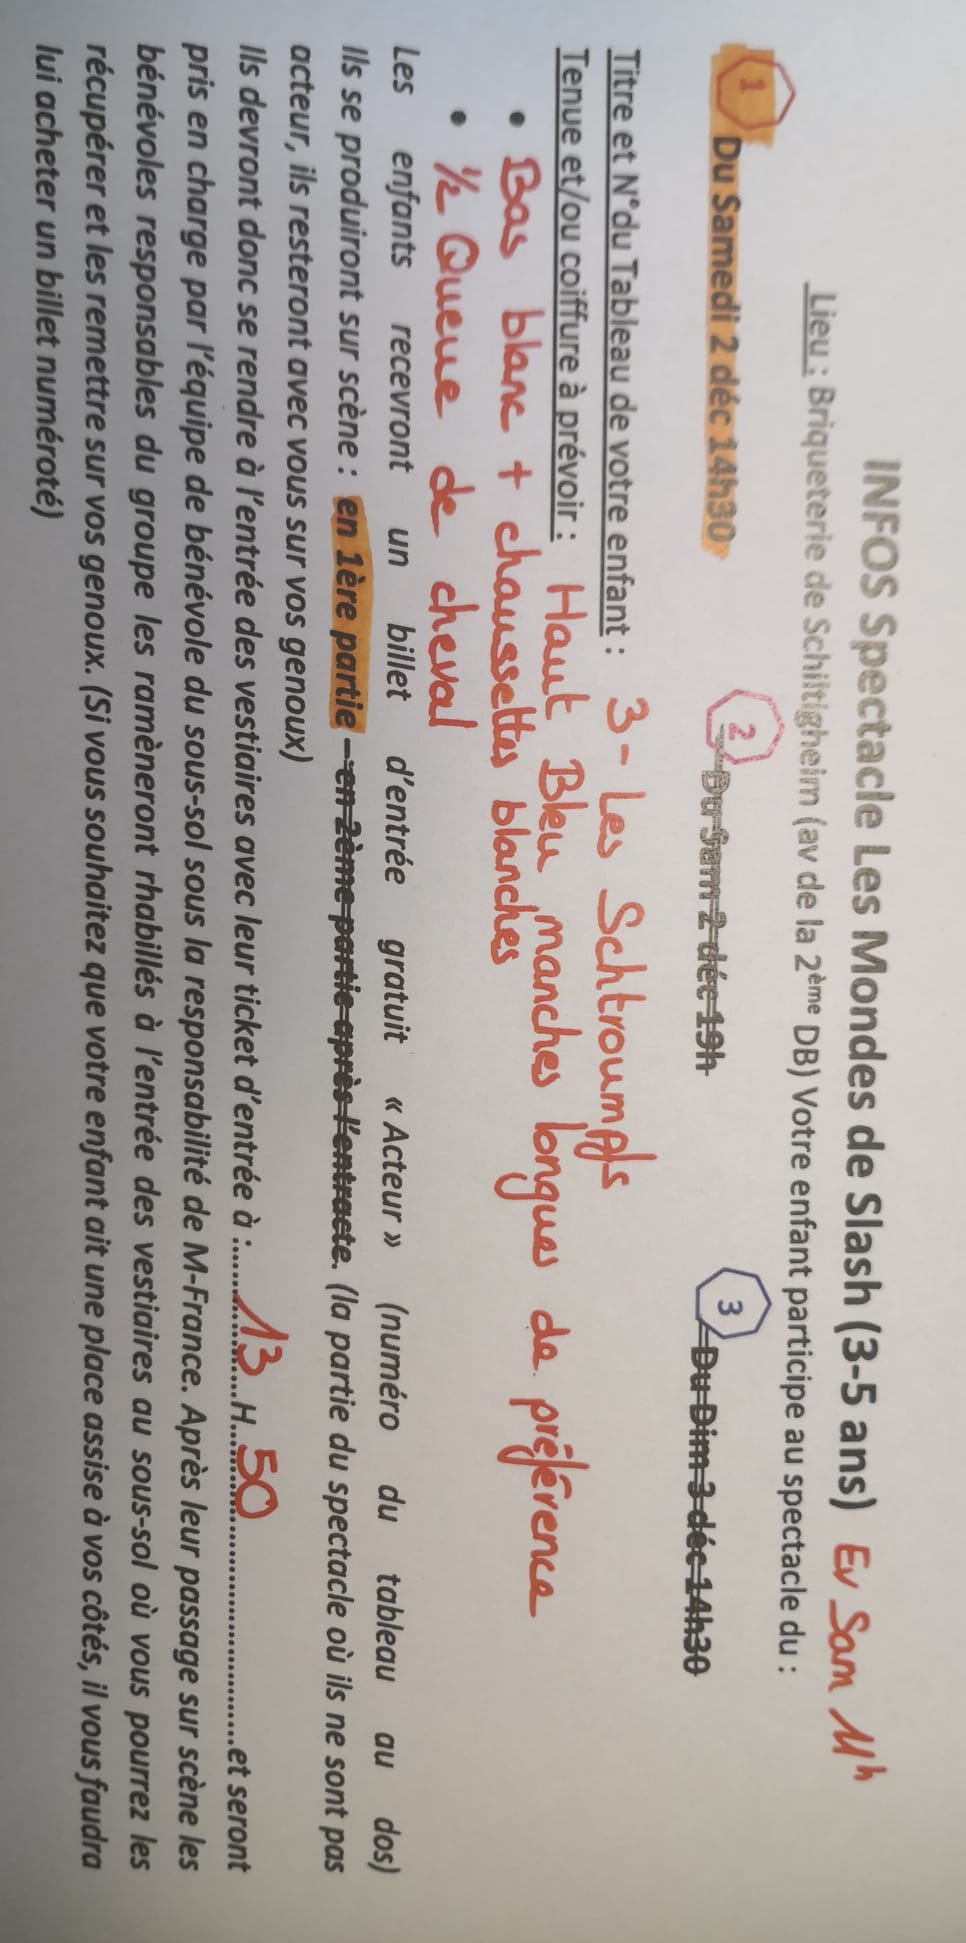 INFOS Spectacle Les Mondes de Slash (3-5 ans) Ev Sam 11h
Lieu : Briqueterie de Schiltigheim (av de la 2ème DB) Votre enfant participe au spectacle du :
1 Du Samedi 2 déc 14h30 2 Du Sam 2 déc 19h 3 Du Dim 3 déc 14h30
Titre et N°du Tableau de votre enfant : 3- Les Schtroumpfs
Tenue et/ou coiffure à prévoir : Haut Bleu manches longues de préférence
• Bas blanc + chaussettes blanches
• ½ Queue de cheval
Les enfants recevront un billet d'entrée gratuit « Acteur » (numéro du tableau au dos)
Ils se produiront sur scène : en 1ère partie – en 2ème partie après l'entracte. (la partie du spectacle où ils ne sont pas
acteur, ils resteront avec vous sur vos genoux)
Ils devront donc se rendre à l'entrée des vestiaires avec leur ticket d'entrée à :..........13..........H..........50..............................et seront
pris en charge par l'équipe de bénévole du sous-sol sous la responsabilité de M-France. Après leur passage sur scène les
bénévoles responsables du groupe les ramèneront rhabillés à l'entrée des vestiaires au sous-sol où vous pourrez les
récupérer et les remettre sur vos genoux. (Si vous souhaitez que votre enfant ait une place assise à vos côtés, il vous faudra
lui acheter un billet numéroté)